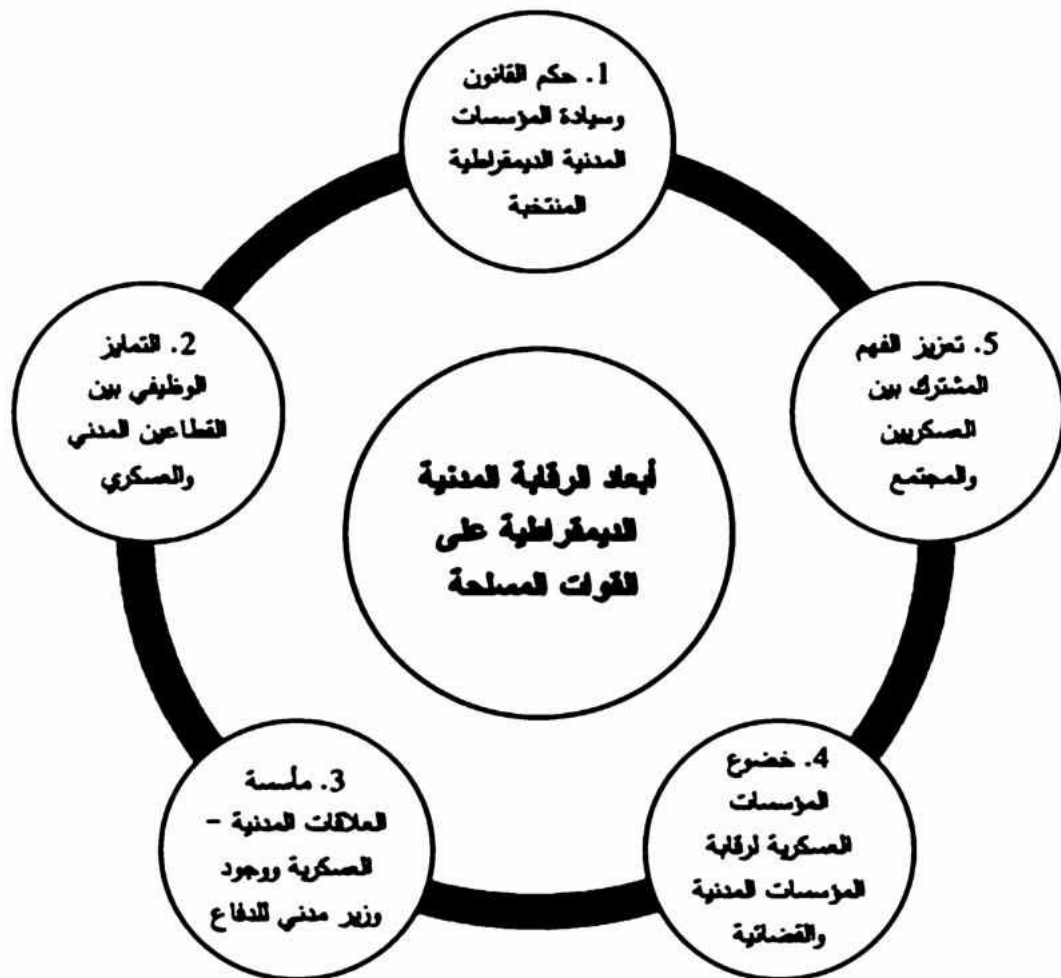 أبعاد الرقابة المدنية
الديمقراطية على
القوات المسلحة
1. حكم القانون
وسيادة المؤسسات
المدنية الديمقراطية
المنتخبة
2. التمايز
الوظيفي بين
القطاعين المدني
والعسكري
3. مأسسة
العلاقات المدنية –
العسكرية ووجود
وزير مدني للدفاع
4. خضوع
المؤسسات
العسكرية لرقابة
المؤسسات المدنية
والقضائية
5. تعزيز الفهم
المشترك بين
العسكريين
والمجتمع